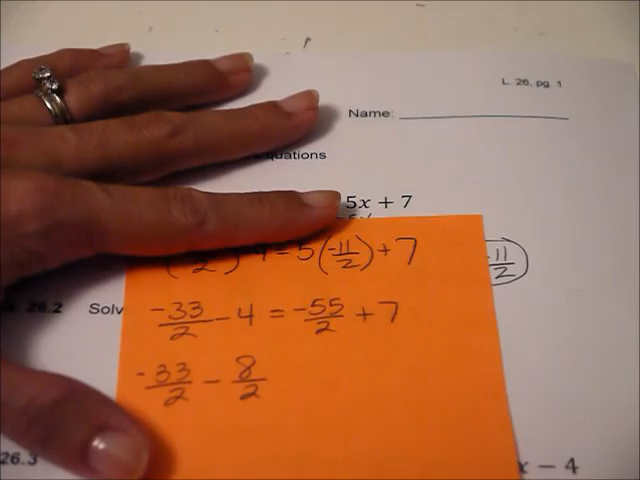 L. 26, pg. 1
Name:
quations
5x + 7
4 = 5(-11/2) + 7
11/2
26.2 Solv
-33/2 - 4 = -55/2 + 7
-33/2 - 8/2
26.3
x - 4